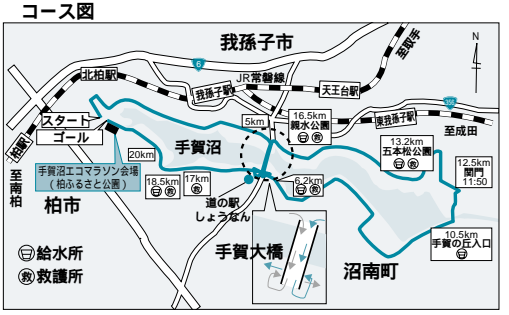 コース図
我孫子市
6
至取手
N
北柏駅
JR常磐線
我孫子駅
天王台駅
356
東我孫子駅
至成田
スタート
ゴール
柏駅
至南柏
5km
16.5km
親水公園
救
手賀沼
13.2km
五本松公園
救
手賀沼エコマラソン会場
(柏ふるさと公園)
20km
18.5km
救
17km
救
6.2km
救
12.5km
関門
11:50
柏市
道の駅
しょうなん
手賀大橋
沼南町
10.5km
手賀の丘入口
給水所
救 救護所